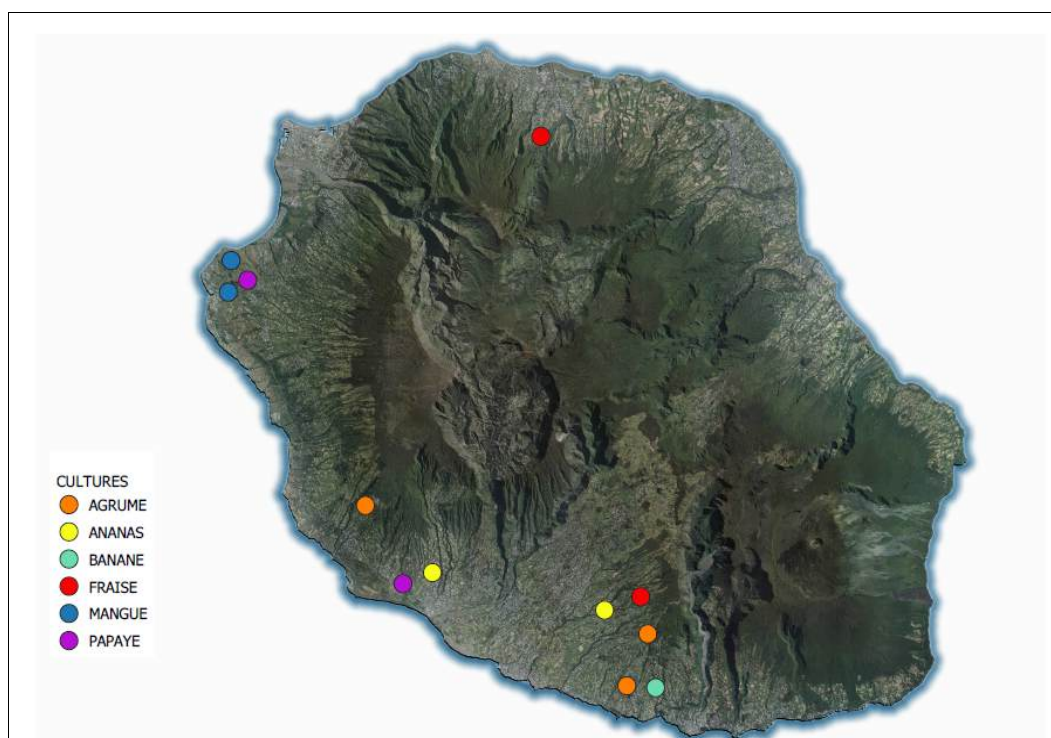 CULTURES
AGRUME
ANANAS
BANANE
FRAISE
MANGUE
PAPAYE